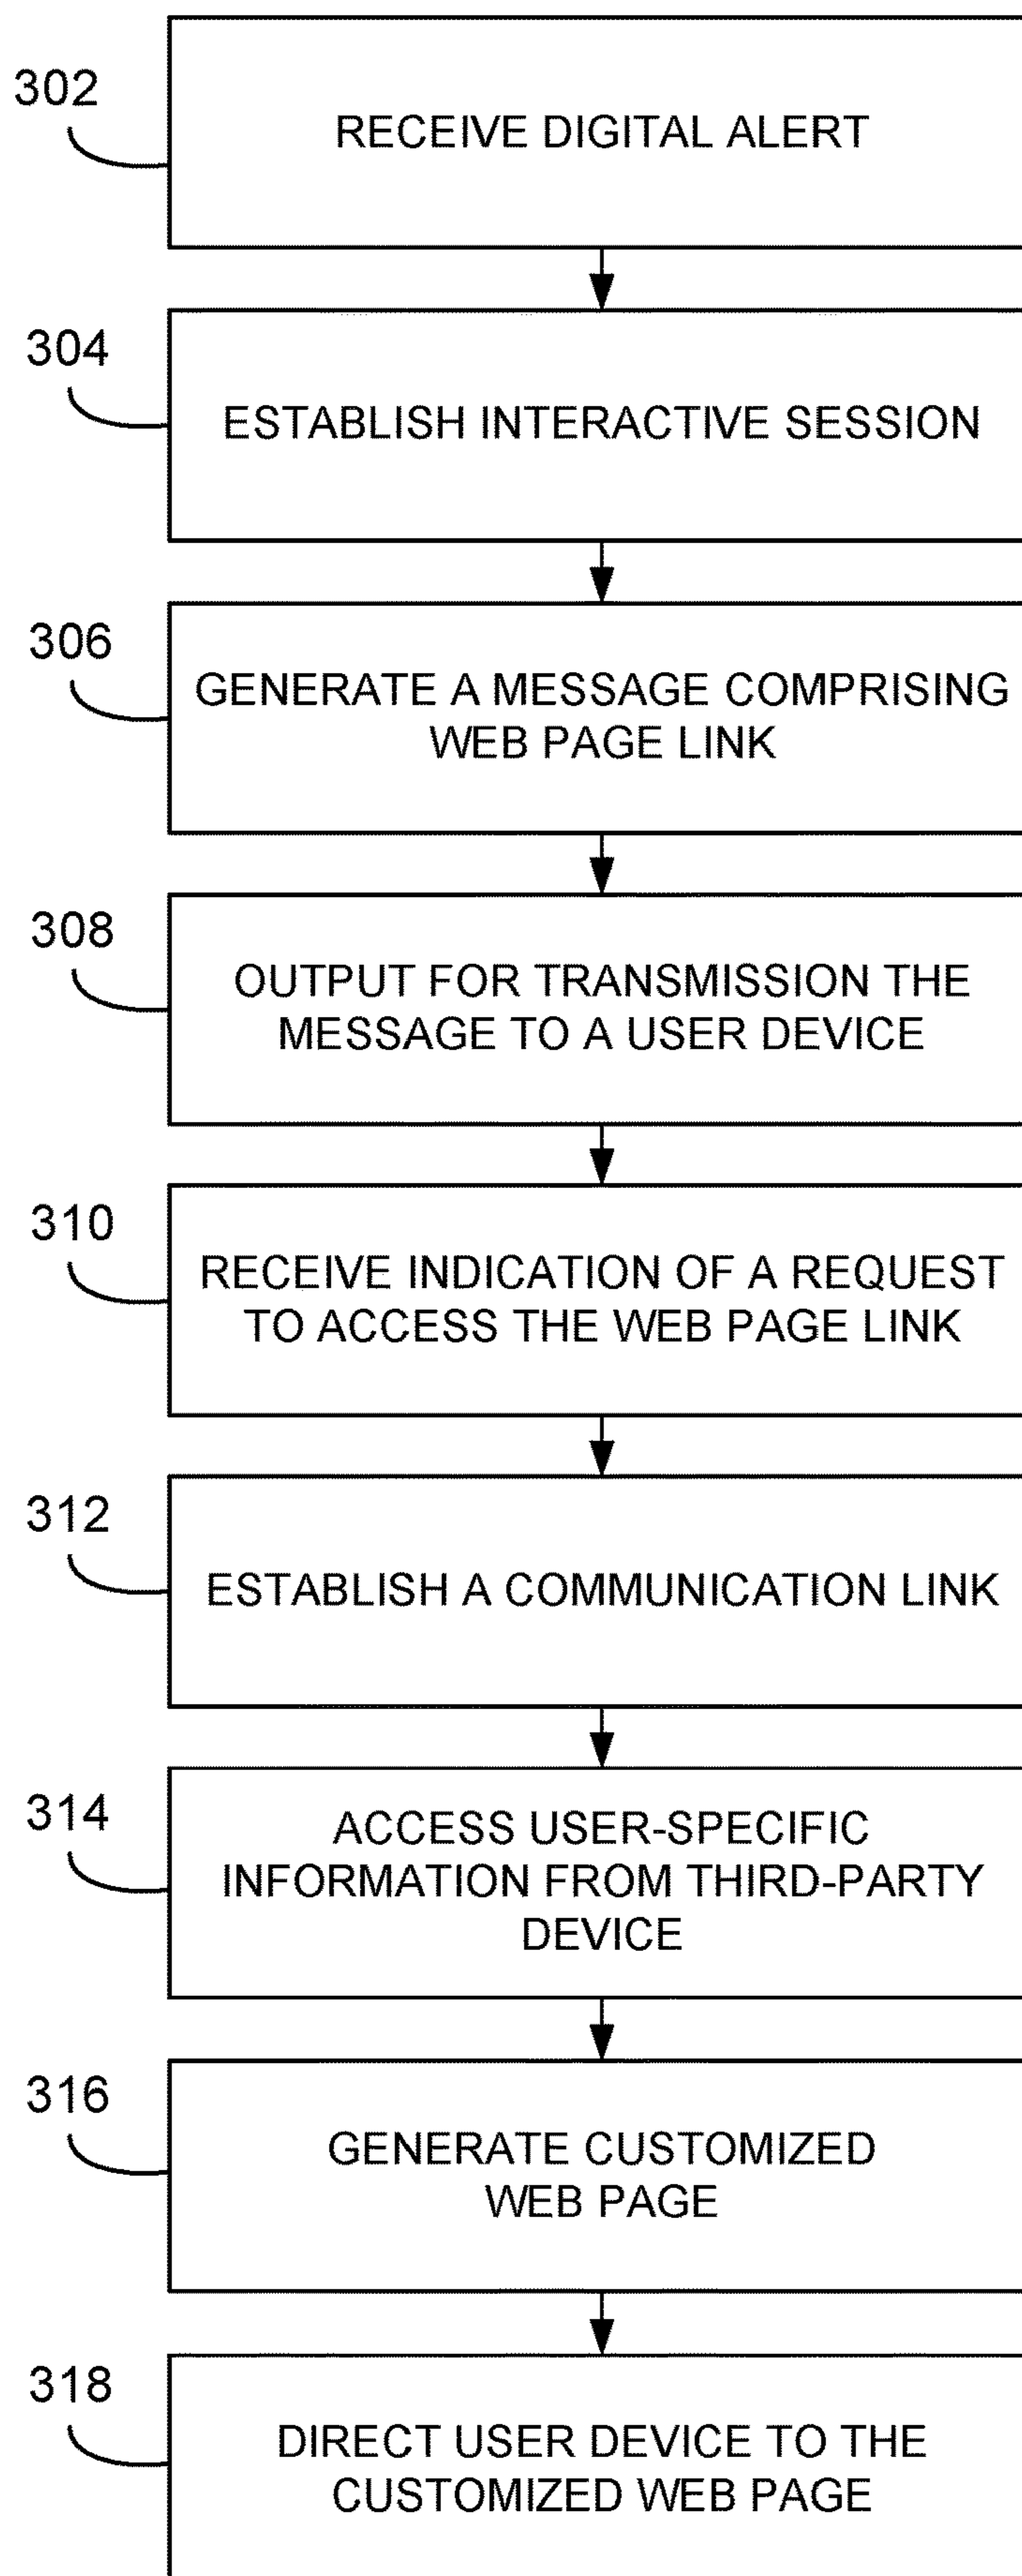 302
RECEIVE DIGITAL ALERT
304
ESTABLISH INTERACTIVE SESSION
306
GENERATE A MESSAGE COMPRISING
WEB PAGE LINK
308
OUTPUT FOR TRANSMISSION THE
MESSAGE TO A USER DEVICE
310
RECEIVE INDICATION OF A REQUEST
TO ACCESS THE WEB PAGE LINK
312
ESTABLISH A COMMUNICATION LINK
314
ACCESS USER-SPECIFIC
INFORMATION FROM THIRD-PARTY
DEVICE
316
GENERATE CUSTOMIZED
WEB PAGE
318
DIRECT USER DEVICE TO THE
CUSTOMIZED WEB PAGE